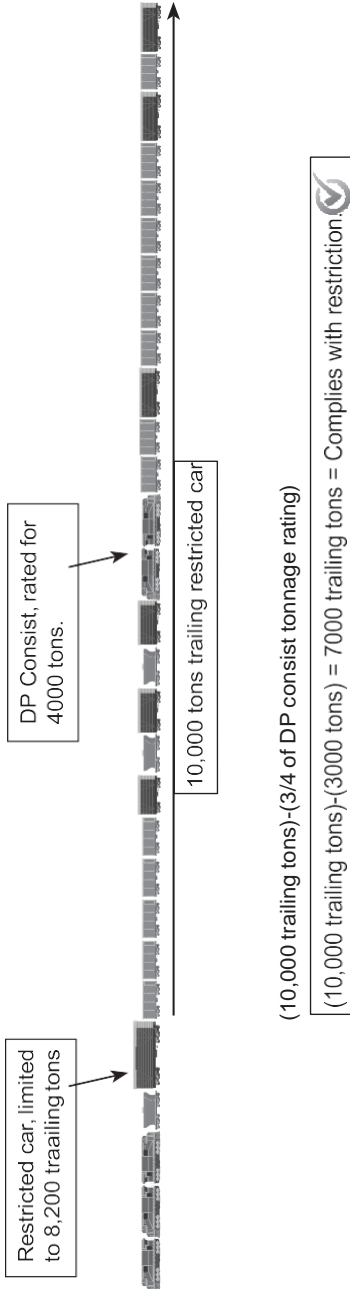 Restricted car, limited
to 8,200 traailing tons
DP Consist, rated for
4000 tons.
10,000 tons trailing restricted car
(10,000 trailing tons)-(3/4 of DP consist tonnage rating)
(10,000 trailing tons)-(3000 tons) = 7000 trailing tons = Complies with restriction.